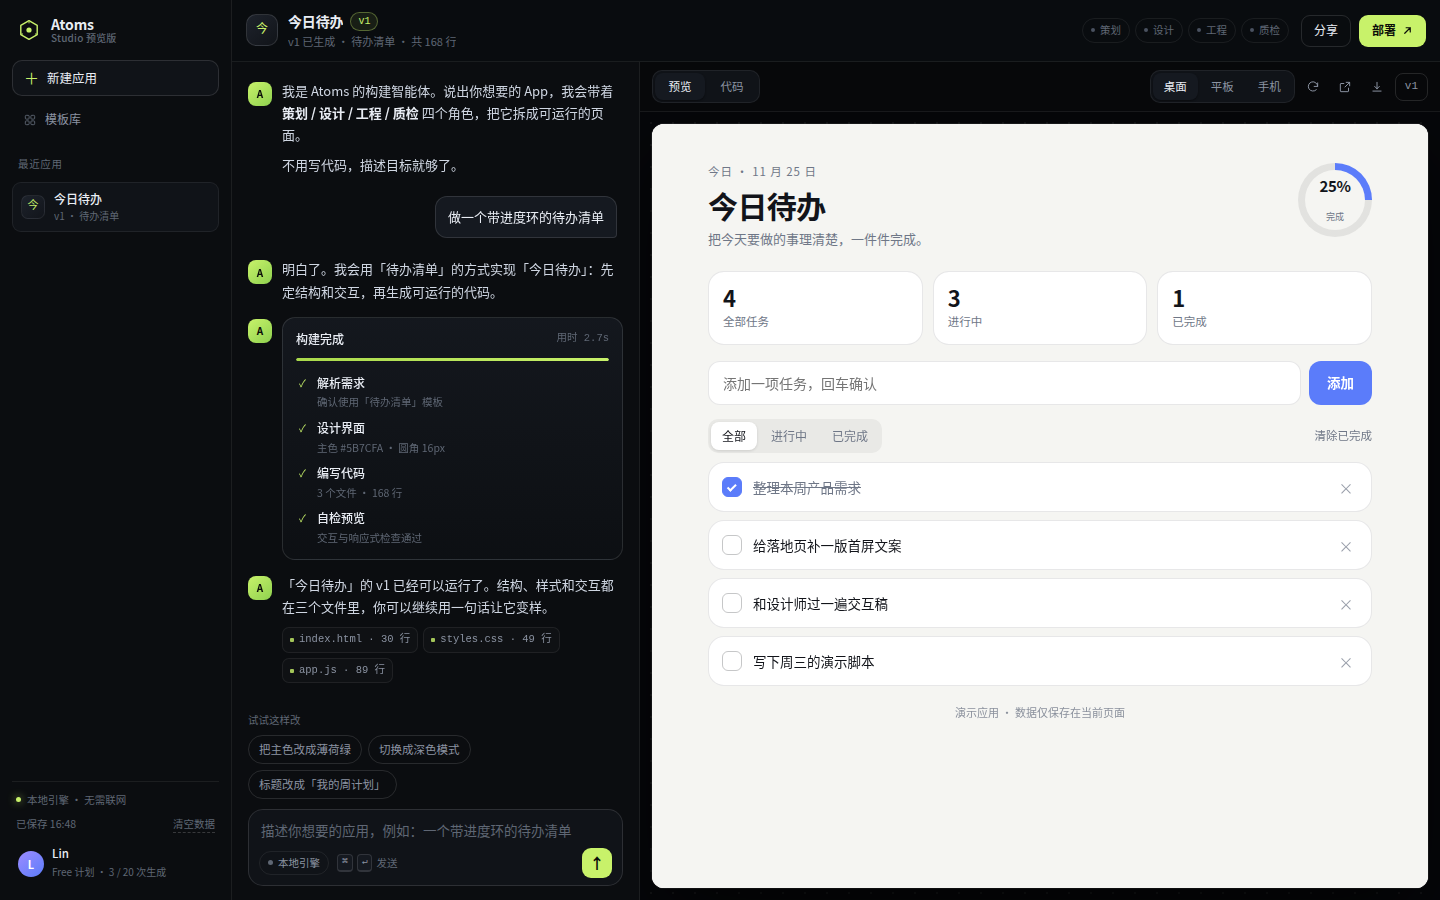 Atoms
Studio 预览版
新建应用
模板库
最近应用
今
今日待办
v1 • 待办清单
本地引擎 • 无需联网
已保存 16:48
清空数据
L
Lin
Free 计划 • 3 / 20 次生成
今
今日待办 v1
v1 已生成 • 待办清单 • 共 168 行
策划
设计
工程
质检
分享
部署 ↗
A
我是 Atoms 的构建智能体。说出你想要的 App，我会带着
策划 / 设计 / 工程 / 质检 四个角色，把它拆成可运行的页
面。
不用写代码，描述目标就够了。
做一个带进度环的待办清单
A
明白了。我会用「待办清单」的方式实现「今日待办」：先
定结构和交互，再生成可运行的代码。
A
构建完成
用时 2.7s
✓ 解析需求
确认使用「待办清单」模板
✓ 设计界面
主色 #5B7CFA • 圆角 16px
✓ 编写代码
3 个文件 • 168 行
✓ 自检预览
交互与响应式检查通过
A
「今日待办」的 v1 已经可以运行了。结构、样式和交互都
在三个文件里，你可以继续用一句话让它变样。
index.html · 30 行
styles.css · 49 行
app.js · 89 行
试试这样改
把主色改成薄荷绿
切换成深色模式
标题改成「我的周计划」
描述你想要的应用，例如：一个带进度环的待办清单
本地引擎
⌘ ↩ 发送
↑
预览
代码
桌面
平板
手机
v1
今日 • 11 月 25 日
今日待办
把今天要做的事理清楚，一件件完成。
25%
完成
4
全部任务
3
进行中
1
已完成
添加一项任务，回车确认
添加
全部
进行中
已完成
清除已完成
整理本周产品需求
给落地页补一版首屏文案
和设计师过一遍交互稿
写下周三的演示脚本
演示应用 • 数据仅保存在当前页面